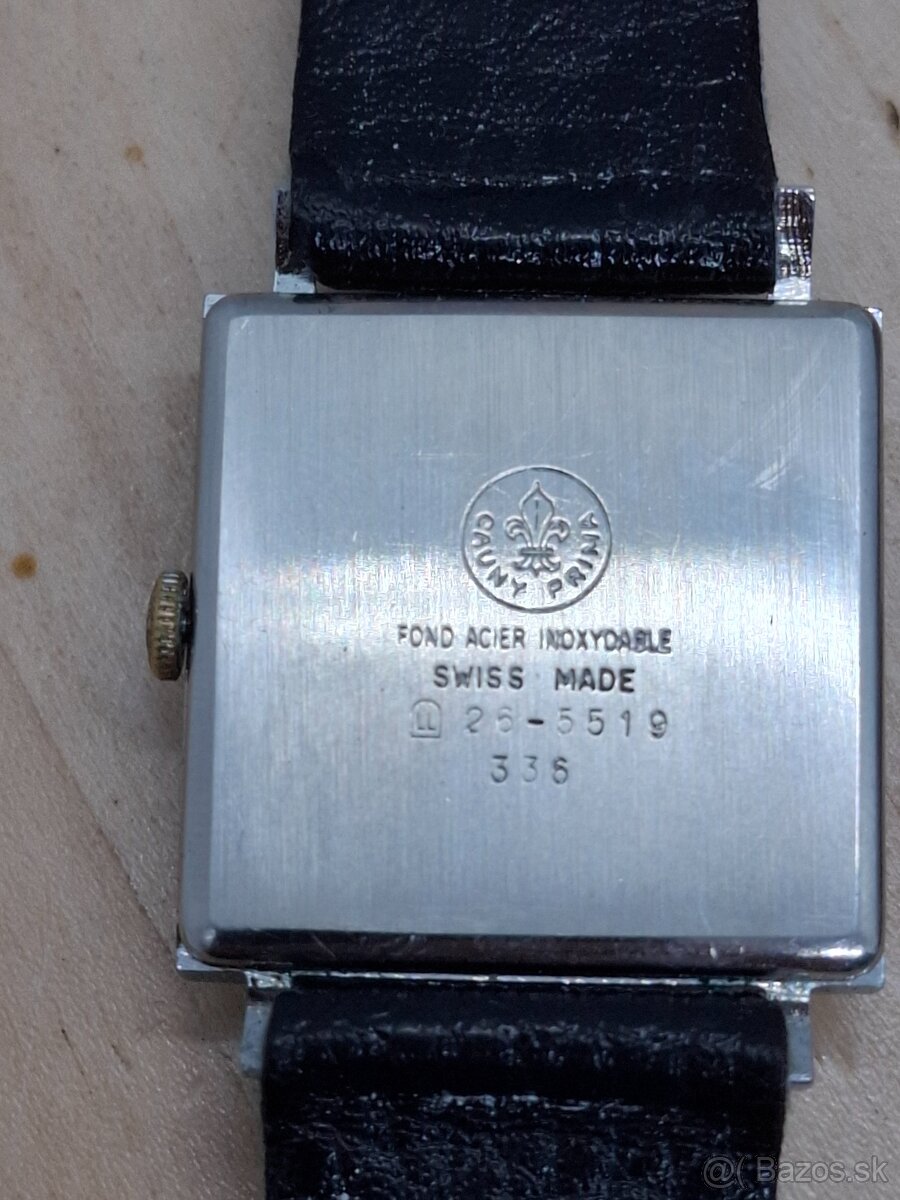 CAUNY PRIMA
FOND ACIER INOXYDABLE
SWISS MADE
26-5519
336
@( Bazos.sk